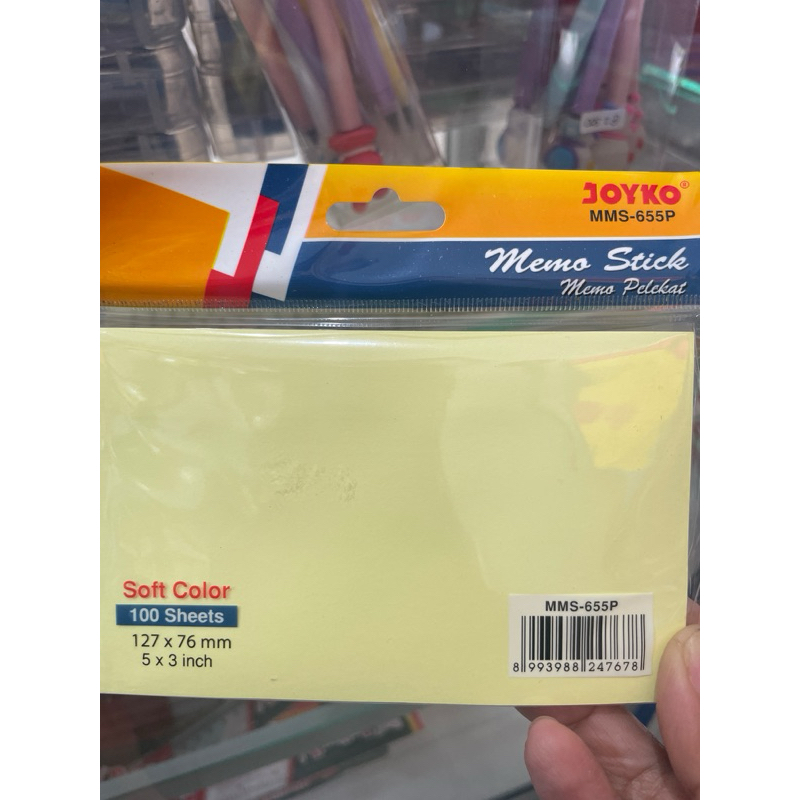 JOYKO®
MMS-655P
Memo Stick
Memo Pelekat
Soft Color
100 Sheets
127 x 76 mm
5 x 3 inch
MMS-655P
8 993988 247678